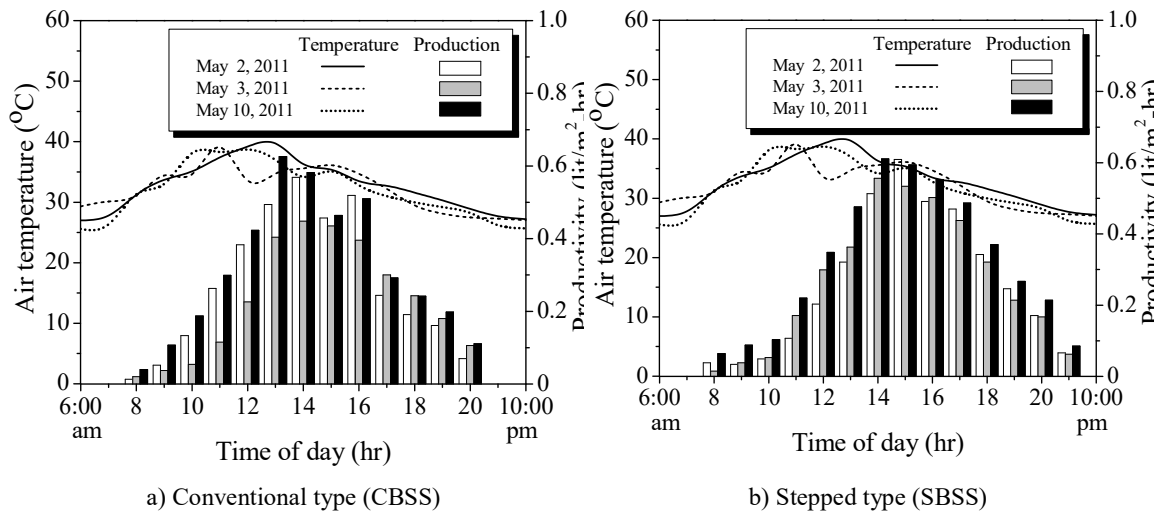 60
50
40
30
20
10
0
Air temperature (°C)
1.0
0.8
0.6
0.4
0.2
0
Productivity (lit/m²-hr)
Temperature Production
May 2, 2011
May 3, 2011
May 10, 2011
6:00 8 10 12 14 16 18 20 10:00
am pm
Time of day (hr)
a) Conventional type (CBSS)
60
50
40
30
20
10
0
Air temperature (°C)
1.0
0.8
0.6
0.4
0.2
0
Productivity (lit/m²-hr)
Temperature Production
May 2, 2011
May 3, 2011
May 10, 2011
6:00 8 10 12 14 16 18 20 10:00
am pm
Time of day (hr)
b) Stepped type (SBSS)